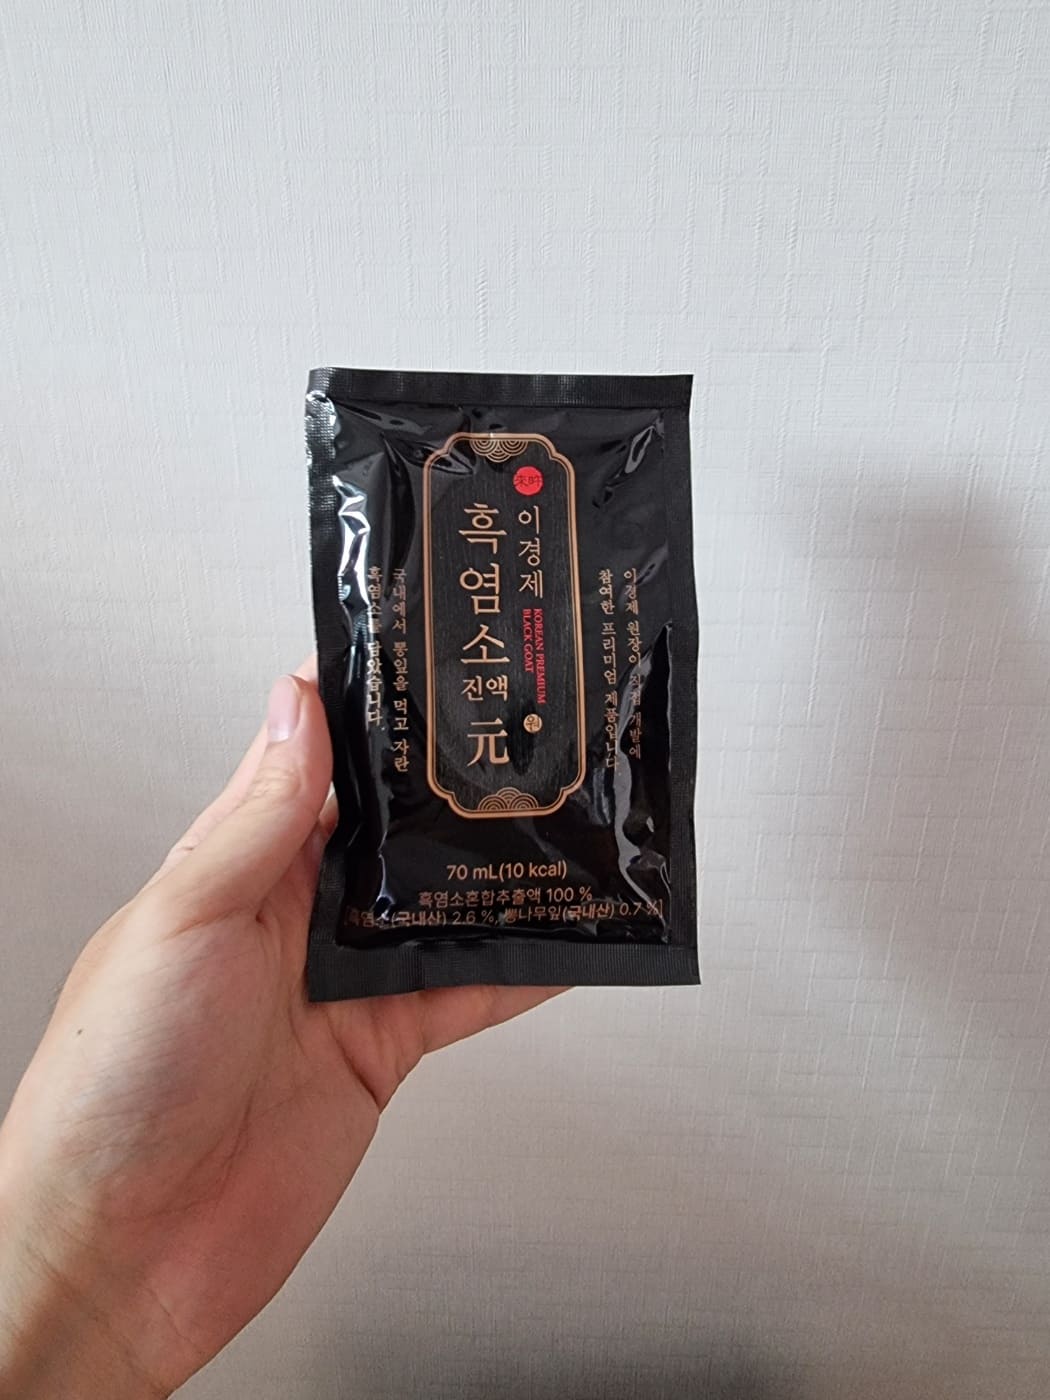 이경제
KOREAN PREMIUM
BLACK GOAT
흑염소
진액
元
원
이경제 원장이 직접 개발에
참여한 프리미엄 제품입니다
국내에서 뽕잎을 먹고 자란
흑염소를 담았습니다.
70 mL(10 kcal)
흑염소혼합추출액 100 %
흑염소(국내산) 2.6 %, 뽕나무잎(국내산) 0.7 %